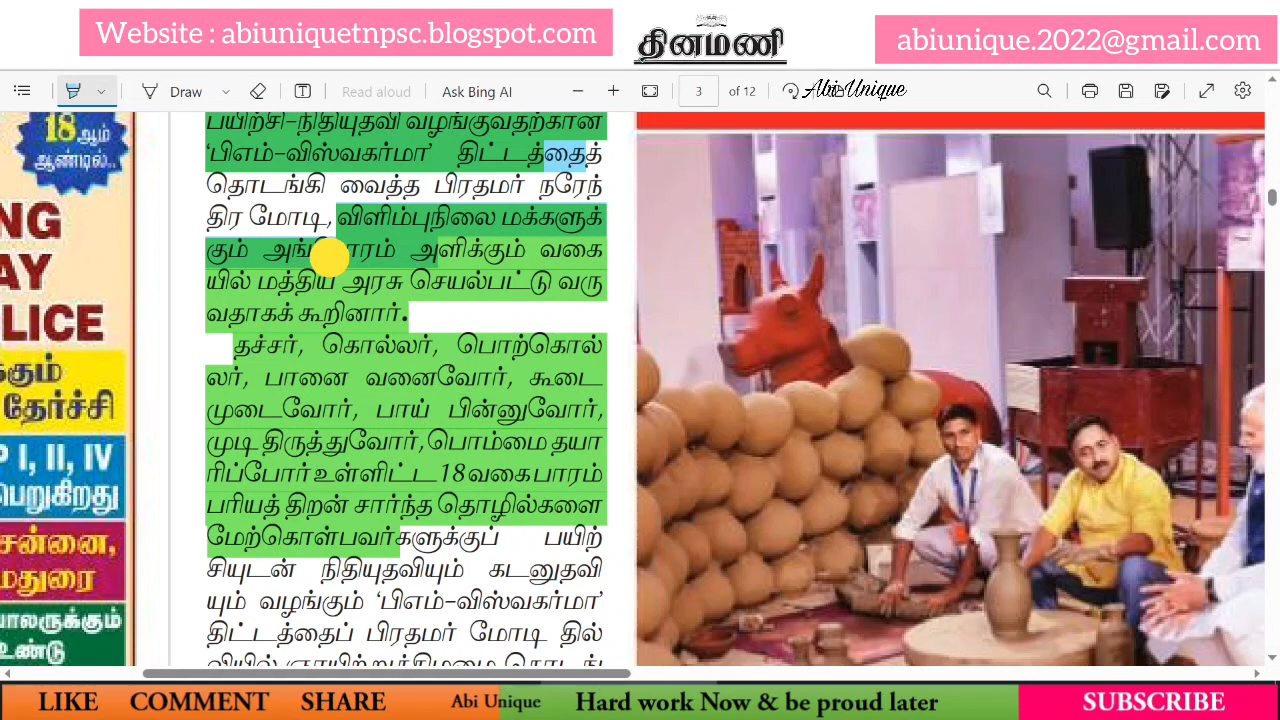 Website : abiuniquetnpsc.blogspot.com
தினமணி
abiunique.2022@gmail.com
Draw
Read aloud
Ask Bing AI
3
of 12
Abi Unique
18 ஆம்
ஆண்டில்..
NG
AY
LICE
க்கும்
தேர்ச்சி
P I, II, IV
பெறுகிறது
சென்னை,
மதுரை
பாலருக்கும்
உண்டு
பயிற்சி-நிதியுதவி வழங்குவதற்கான
'பிஎம்-விஸ்வகர்மா' திட்டத்தைத்
தொடங்கி வைத்த பிரதமர் நரேந்
திர மோடி, விளிம்புநிலை மக்களுக்
கும் அளிக்கும் வகை
யில் மத்திய அரசு செயல்பட்டு வரு
வதாகக் கூறினார்.
தச்சர், கொல்லர், பொற்கொல்
லர், பானை வனைவோர், கூடை
முடைவோர், பாய் பின்னுவோர்,
முடி திருத்துவோர், பொம்மை தயா
ரிப்போர் உள்ளிட்ட 18 வகை பாரம்
பரியத் திறன் சார்ந்த தொழில்களை
மேற்கொள்பவர்களுக்குப் பயிற்
சியுடன் நிதியுதவியும் கடனுதவி
யும் வழங்கும் 'பிஎம்-விஸ்வகர்மா'
திட்டத்தைப் பிரதமர் மோடி தில்
LIKE COMMENT SHARE
Abi Unique
Hard work Now & be proud later
SUBSCRIBE